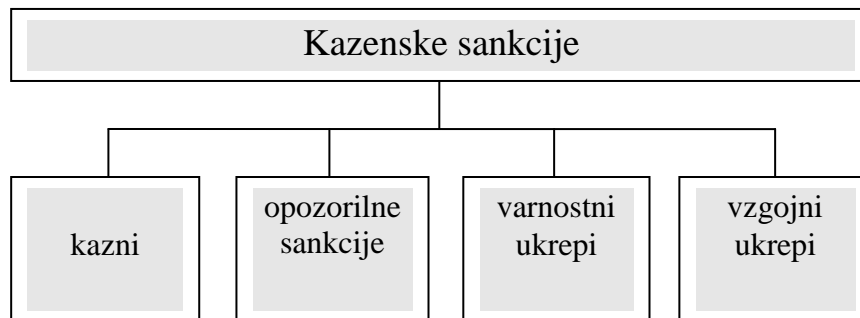 Kazenske sankcije
kazni
opozorilne
sankcije
varnostni
ukrepi
vzgojni
ukrepi